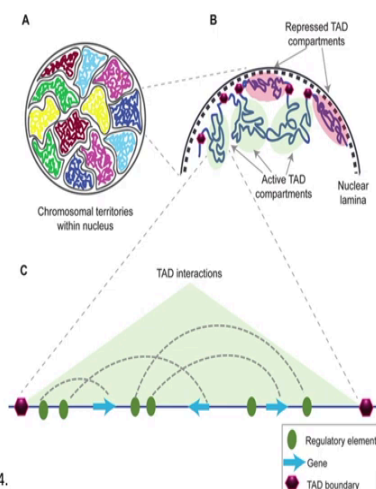 A
B
Repressed TAD
compartments
Active TAD
compartments
Nuclear
lamina
Chromosomal territories
within nucleus
C
TAD interactions
Regulatory element
Gene
TAD boundary
4.